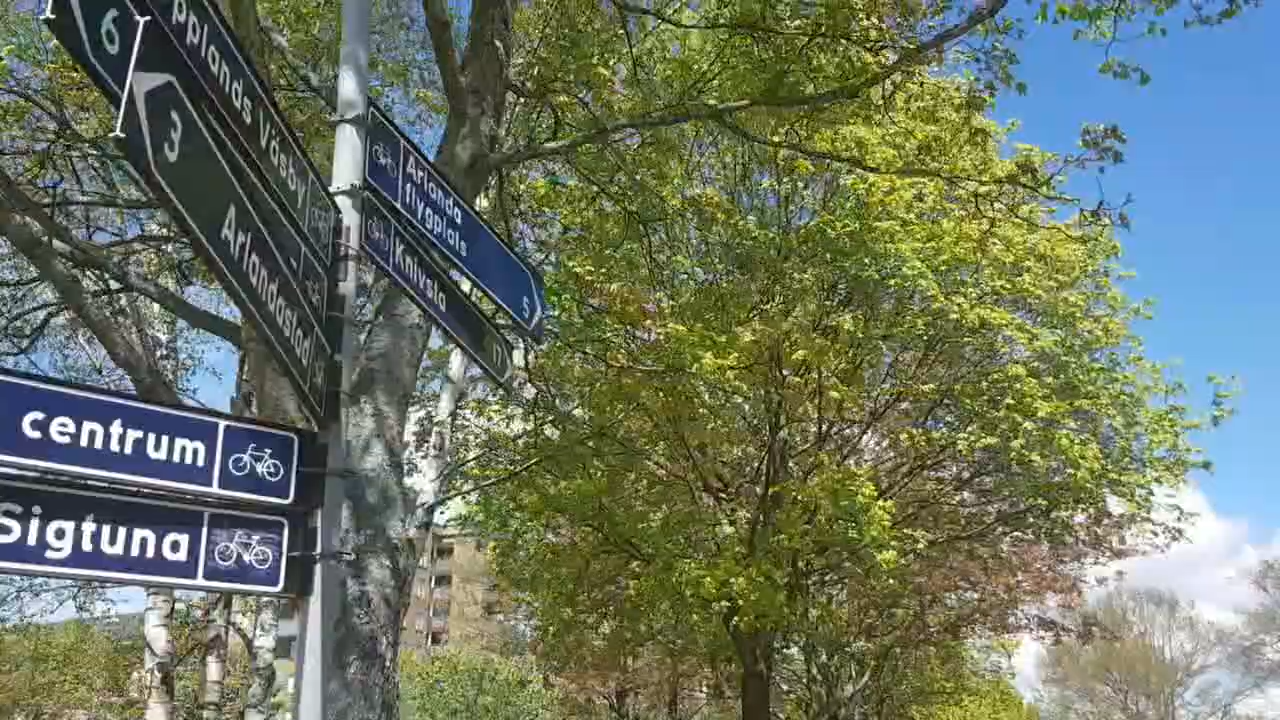 6
pplands Väsby
3
Arlandastad
Arlanda
flygplats
5
Knivsta
17
centrum
Sigtuna